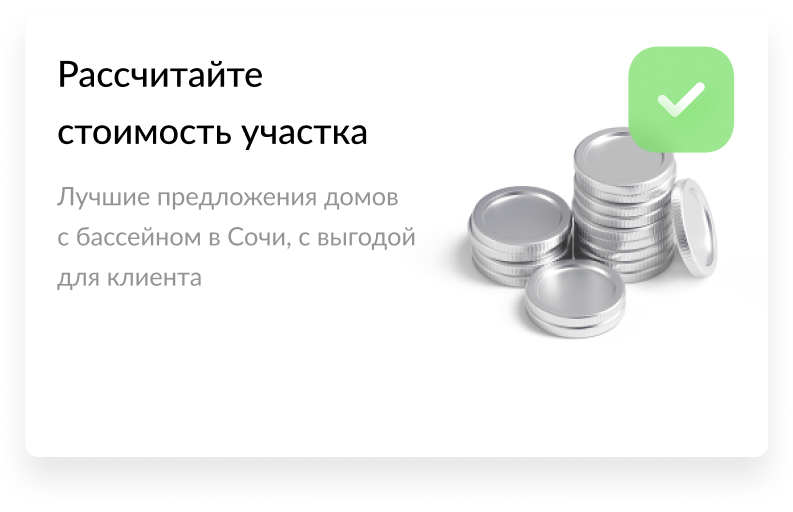 Рассчитайте
стоимость участка
Лучшие предложения домов
с бассейном в Сочи, с выгодой
для клиента